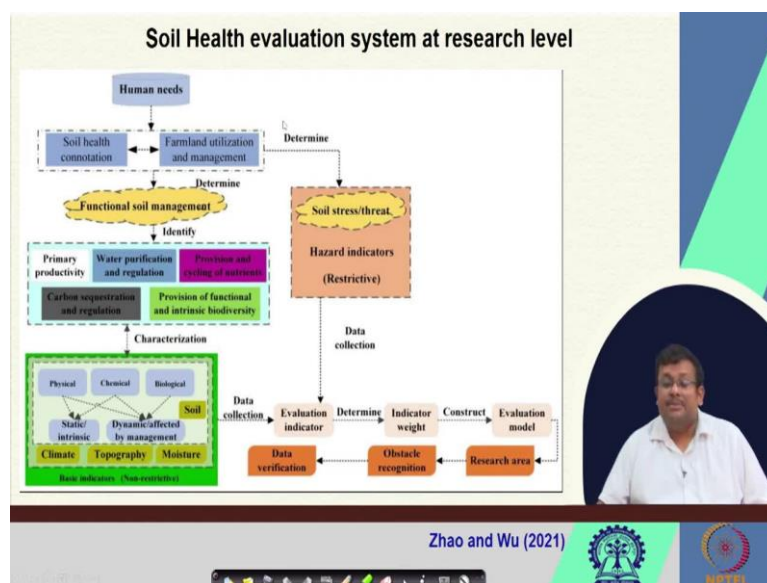 Soil Health evaluation system at research level
Human needs
Soil health
connotation
Farmland utilization
and management
Determine
Determine
Functional soil management
Soil stress/threat
Identify
Hazard indicators
(Restrictive)
Primary
productivity
Water purification
and regulation
Provision and
cycling of nutrients
Carbon sequestration
and regulation
Provision of functional
and intrinsic biodiversity
Characterization
Data
collection
Physical
Chemical
Biological
Soil
Static/
intrinsic
Dynamic/affected
by management
Climate
Topography
Moisture
Basic indicators (Non-restrictive)
Data
collection
Evaluation
indicator
Determine
Indicator
weight
Construct
Evaluation
model
Data
verification
Obstacle
recognition
Research area
Zhao and Wu (2021)
NPTEL